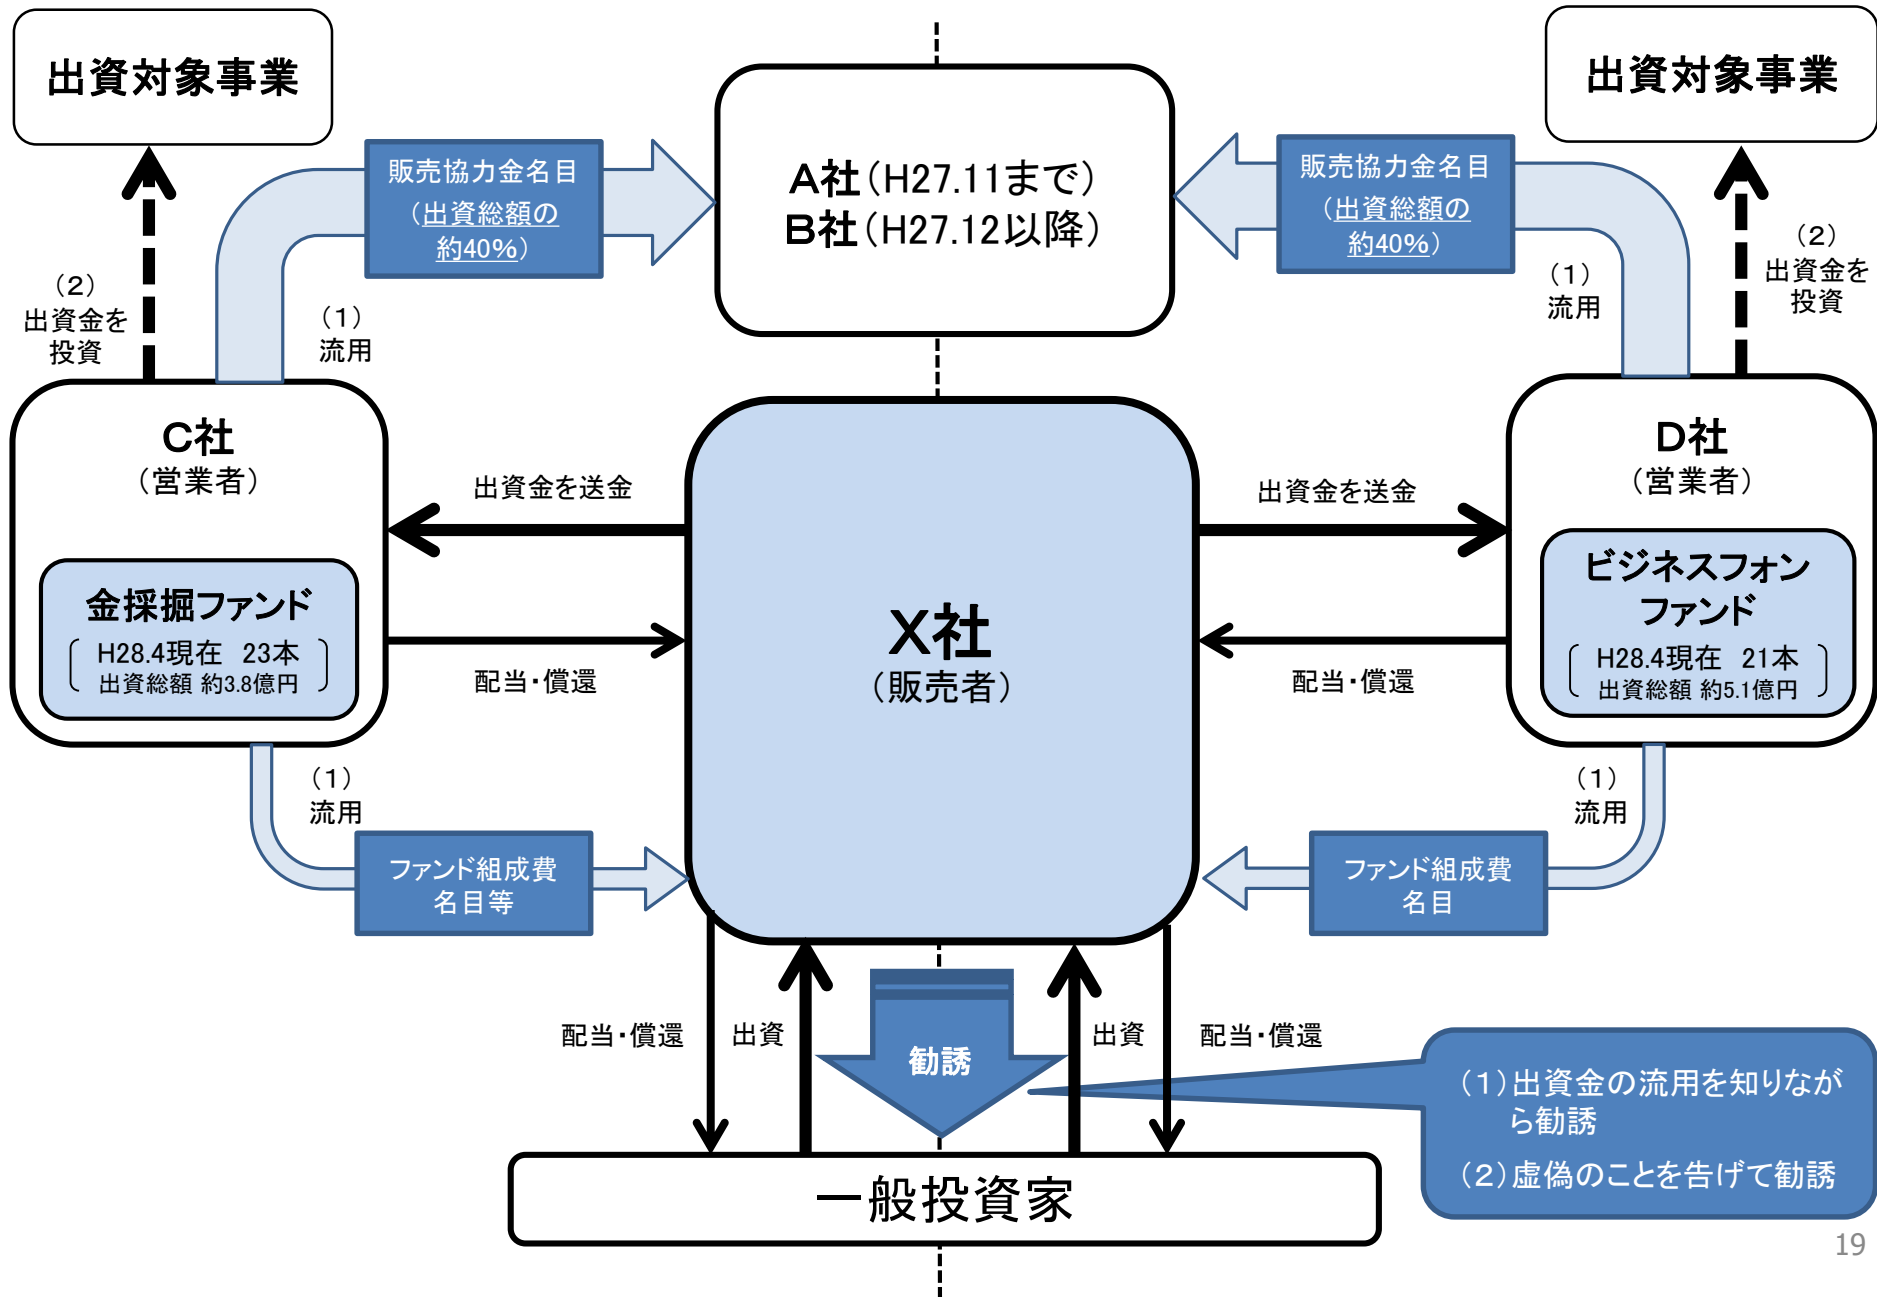 出資対象事業
出資対象事業
販売協力金名目
（出資総額の
約40%）
A社（H27.11まで）
B社（H27.12以降）
販売協力金名目
（出資総額の
約40%）
（2）
出資金を
投資
（1）
流用
（1）
流用
（2）
出資金を
投資
C社
（営業者）
金採掘ファンド
H28.4現在　23本
出資総額 約3.8億円
出資金を送金
配当・償還
X社
（販売者）
出資金を送金
配当・償還
D社
（営業者）
ビジネスフォン
ファンド
H28.4現在　21本
出資総額 約5.1億円
（1）
流用
ファンド組成費
名目等
（1）
流用
ファンド組成費
名目
配当・償還
出資
勧誘
出資
配当・償還
（1）出資金の流用を知りなが
ら勧誘
（2）虚偽のことを告げて勧誘
一般投資家
19